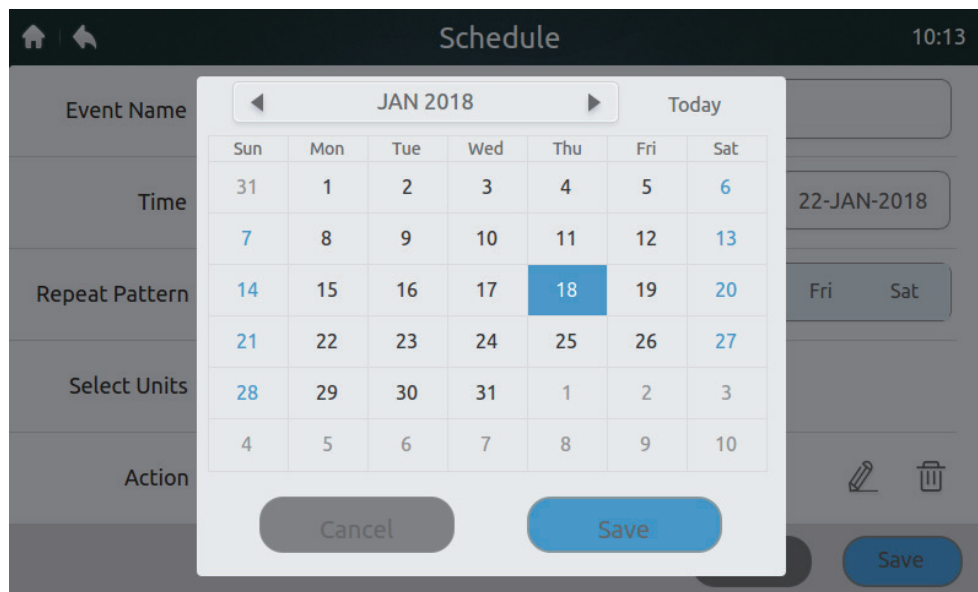 Schedule 10:13
Event Name
JAN 2018 Today
Sun Mon Tue Wed Thu Fri Sat
31 1 2 3 4 5 6
Time
22-JAN-2018
7 8 9 10 11 12 13
Repeat Pattern
14 15 16 17 18 19 20
Fri Sat
21 22 23 24 25 26 27
Select Units
28 29 30 31 1 2 3
4 5 6 7 8 9 10
Action
Cancel Save
Save